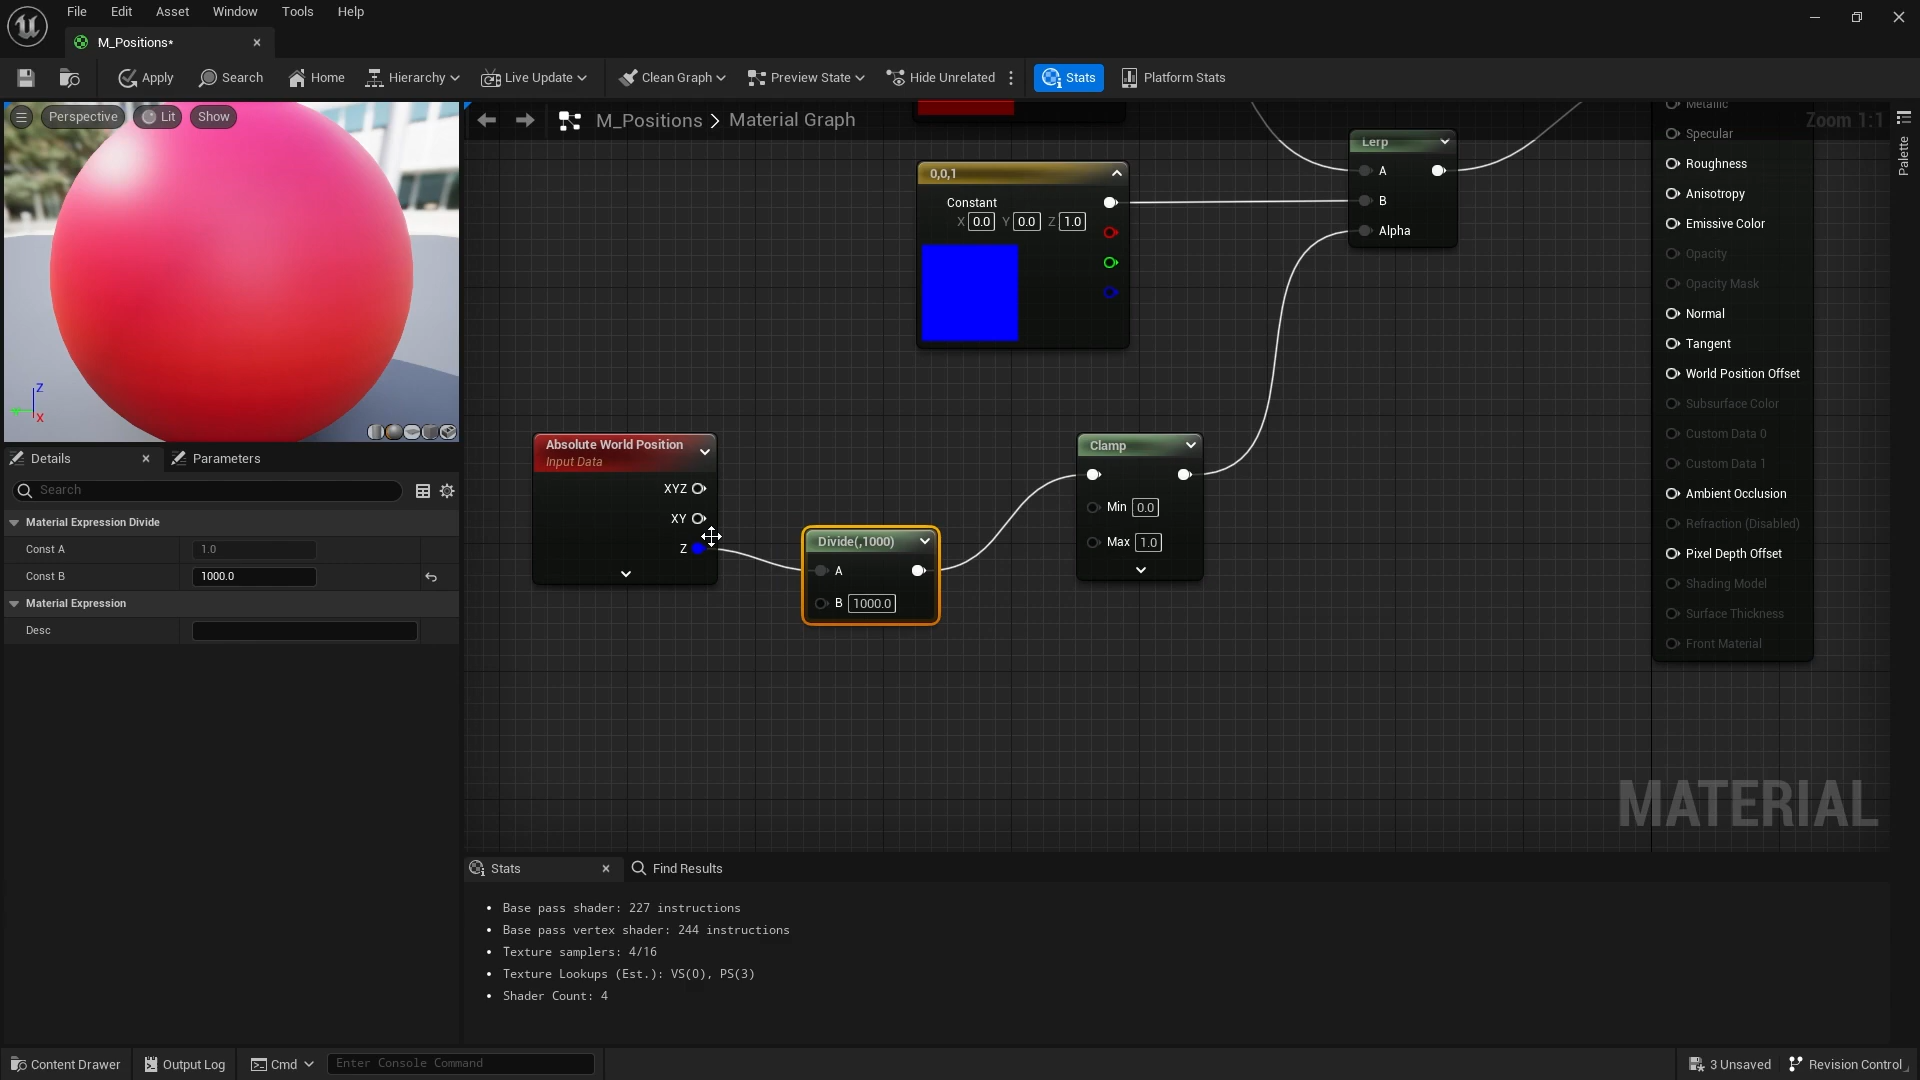 File Edit Asset Window Tools Help
M_Positions*
Apply Search Home Hierarchy Live Update Clean Graph Preview State Hide Unrelated Stats Platform Stats
Perspective Lit Show
Z
X
Details Parameters
Search
Material Expression Divide
Const A 1.0
Const B 1000.0
Material Expression
Desc
M_Positions > Material Graph
Zoom 1:1
Palette
0,0,1
Constant
X 0.0 Y 0.0 Z 1.0
Lerp
A
B
Alpha
Absolute World Position
Input Data
XYZ
XY
Z
Divide(,1000)
A
B 1000.0
Clamp
Min 0.0
Max 1.0
Metallic
Specular
Roughness
Anisotropy
Emissive Color
Opacity
Opacity Mask
Normal
Tangent
World Position Offset
Subsurface Color
Custom Data 0
Custom Data 1
Ambient Occlusion
Refraction (Disabled)
Pixel Depth Offset
Shading Model
Surface Thickness
Front Material
MATERIAL
Stats Find Results
Base pass shader: 227 instructions
Base pass vertex shader: 244 instructions
Texture samplers: 4/16
Texture Lookups (Est.): VS(0), PS(3)
Shader Count: 4
Content Drawer Output Log Cmd Enter Console Command 3 Unsaved Revision Control